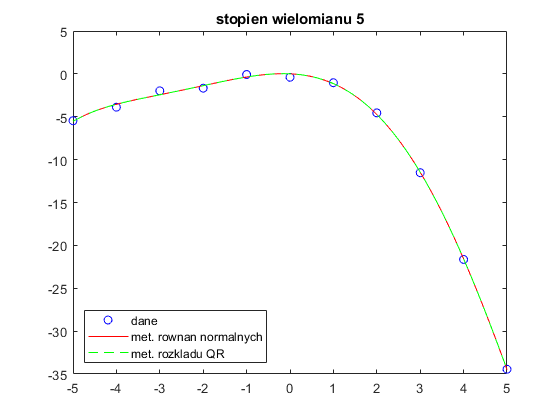 stopien wielomianu 5
5
0
-5
-10
-15
-20
-25
-30
-35
-5 -4 -3 -2 -1 0 1 2 3 4 5
dane
met. rownan normalnych
met. rozkladu QR